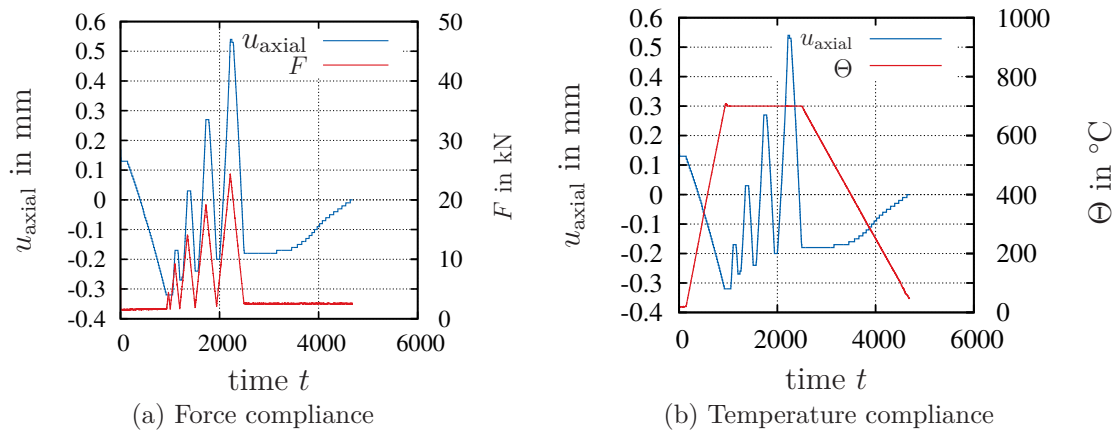 0.6
0.5
0.4
0.3
0.2
0.1
0
-0.1
-0.2
-0.3
-0.4
u_axial in mm
50
40
30
20
10
0
F in kN
u_axial
F
0 2000 4000 6000
time t
(a) Force compliance
0.6
0.5
0.4
0.3
0.2
0.1
0
-0.1
-0.2
-0.3
-0.4
u_axial in mm
1000
800
600
400
200
0
Θ in °C
u_axial
Θ
0 2000 4000 6000
time t
(b) Temperature compliance